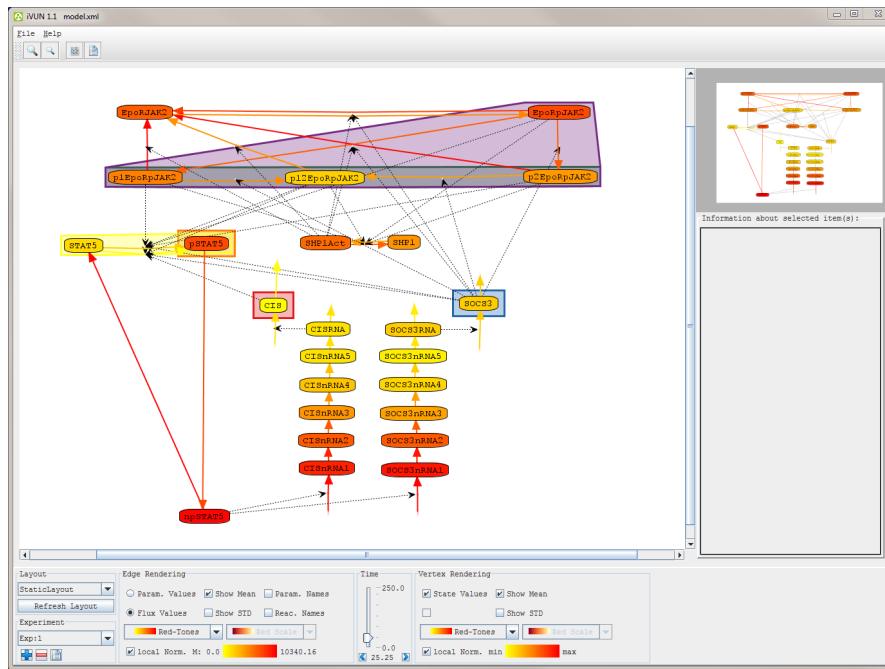 iVUN 1.1 model.xml
File Help
EpoRJAK2
EpoRpJAK2
p1EpoRpJAK2
p12EpoRpJAK2
p2EpoRpJAK2
STAT5
pSTAT5
SHP1Act
SHP1
CIS
SOCS3
CISRNA
SOCS3RNA
CISnRNA5
SOCS3nRNA5
CISnRNA4
SOCS3nRNA4
CISnRNA3
SOCS3nRNA3
CISnRNA2
SOCS3nRNA2
CISnRNA1
SOCS3nRNA1
npSTAT5
Information about selected item(s):
Layout
StaticLayout
Refresh Layout
Experiment
Exp:1
Edge Rendering
Param. Values Show Mean Param. Names
Flux Values Show STD Reac. Names
Red-Tones Red Scale
local Norm. M: 0.0 10340.16
Time
250.0
0.0
25.25
Vertex Rendering
State Values Show Mean
Show STD
Red-Tones Red Scale
local Norm. min max